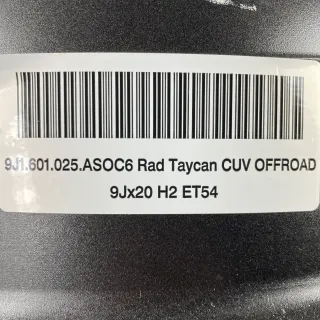 9J1.601.025.ASOC6 Rad Taycan CUV OFFROAD
9Jx20 H2 ET54